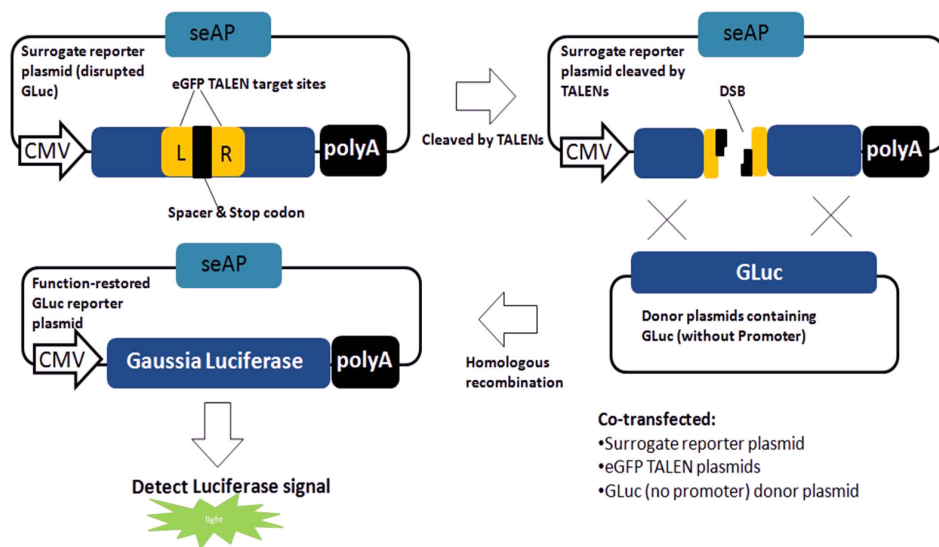 seAP
Surrogate reporter
plasmid (disrupted
GLuc)
eGFP TALEN target sites
CMV
L
R
polyA
Spacer & Stop codon
Cleaved by TALENs
seAP
Surrogate reporter
plasmid cleaved by
TALENs
DSB
CMV
polyA
GLuc
Donor plasmids containing
GLuc (without Promoter)
Homologous
recombination
seAP
Function-restored
GLuc reporter
plasmid
CMV
Gaussia Luciferase
polyA
Detect Luciferase signal
light
Co-transfected:
•Surrogate reporter plasmid
•eGFP TALEN plasmids
•GLuc (no promoter) donor plasmid